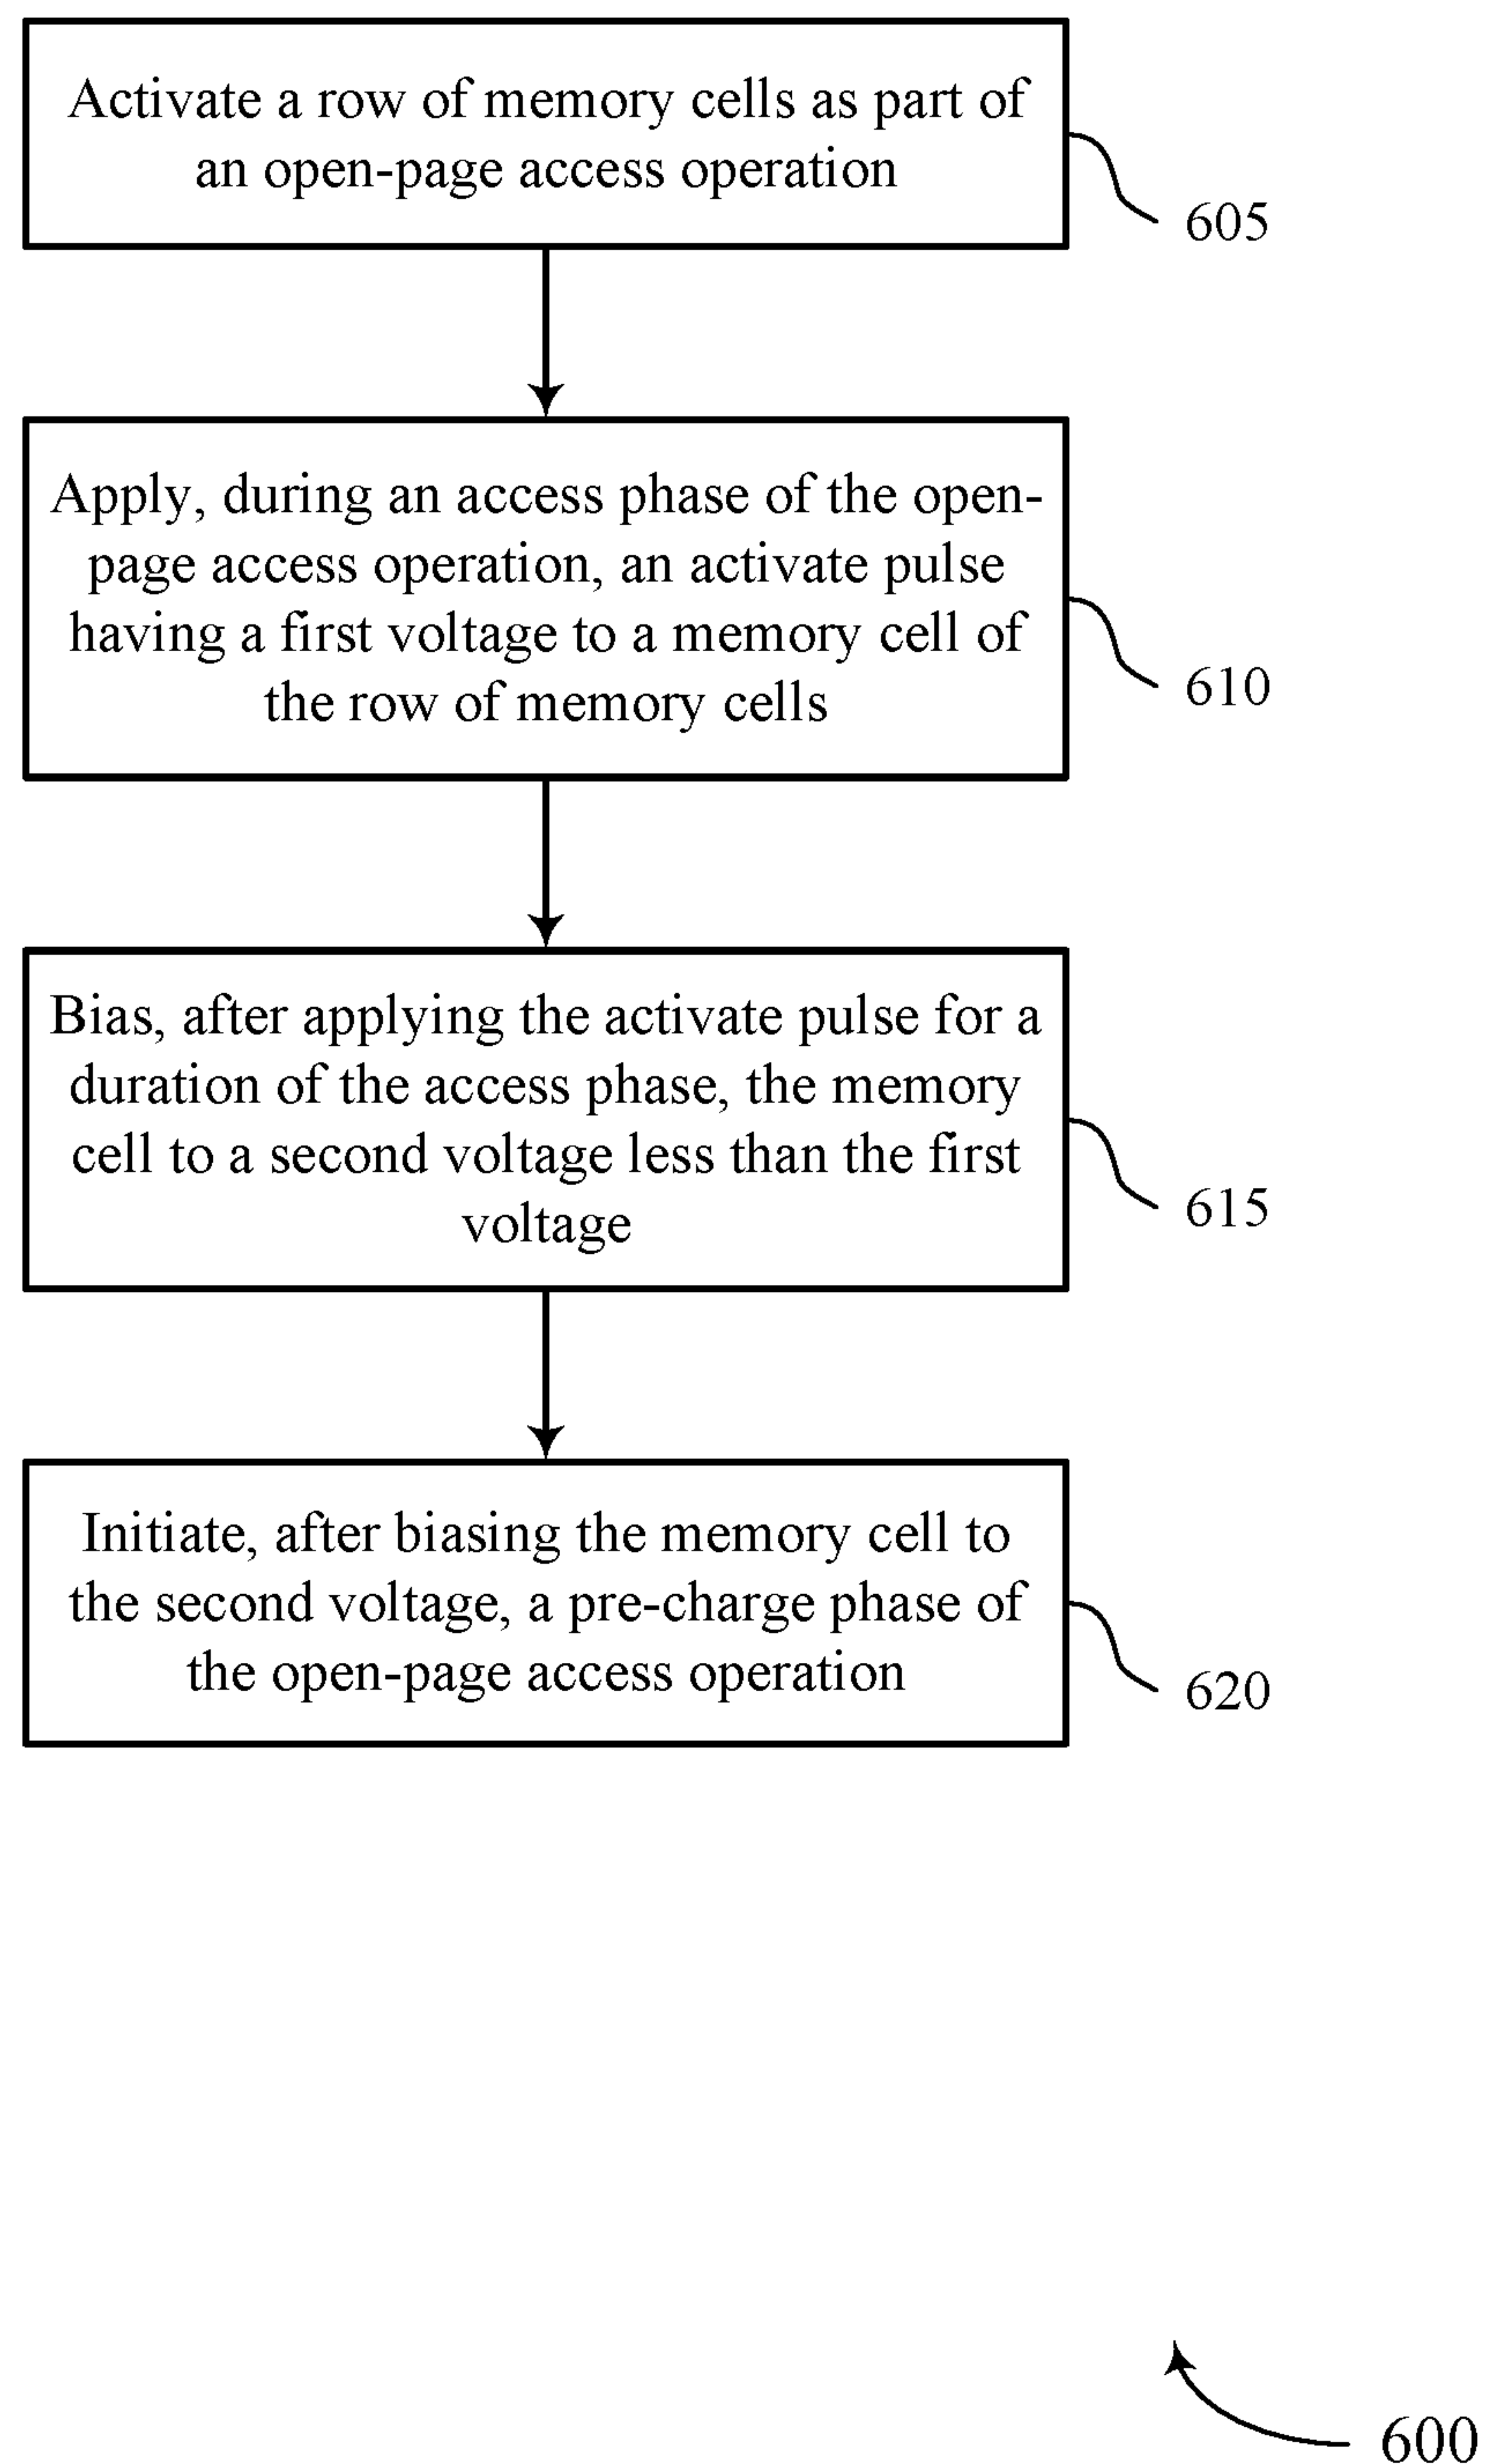 Activate a row of memory cells as part of
an open-page access operation
605
Apply, during an access phase of the open-
page access operation, an activate pulse
having a first voltage to a memory cell of
the row of memory cells
610
Bias, after applying the activate pulse for a
duration of the access phase, the memory
cell to a second voltage less than the first
voltage
615
Initiate, after biasing the memory cell to
the second voltage, a pre-charge phase of
the open-page access operation
620
600